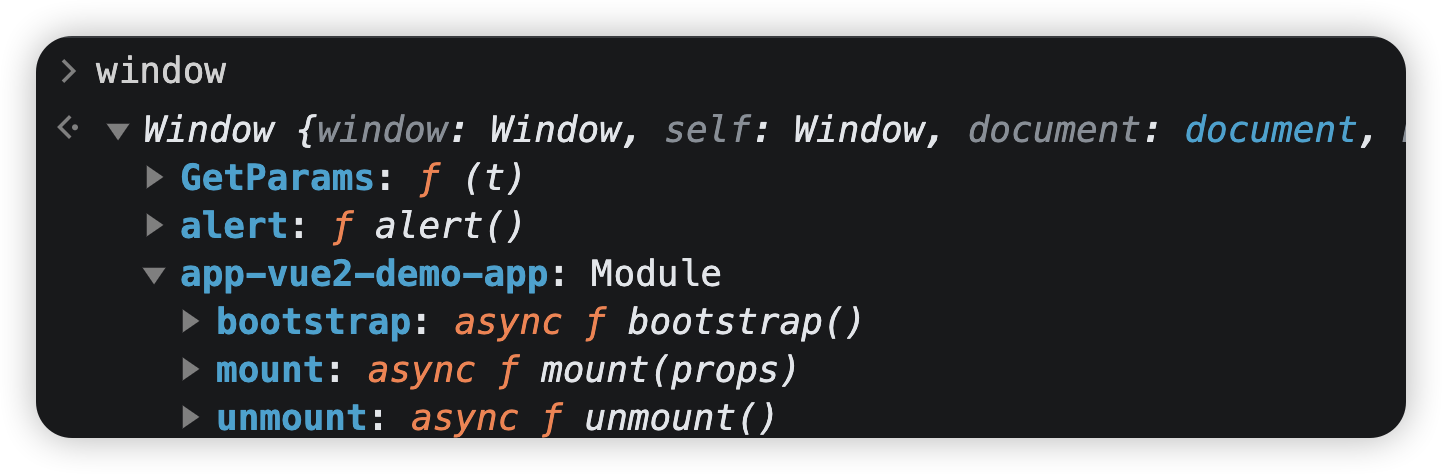 window
Window {window: Window, self: Window, document: document,
GetParams: ƒ (t)
alert: ƒ alert()
app-vue2-demo-app: Module
bootstrap: async ƒ bootstrap()
mount: async ƒ mount(props)
unmount: async ƒ unmount()